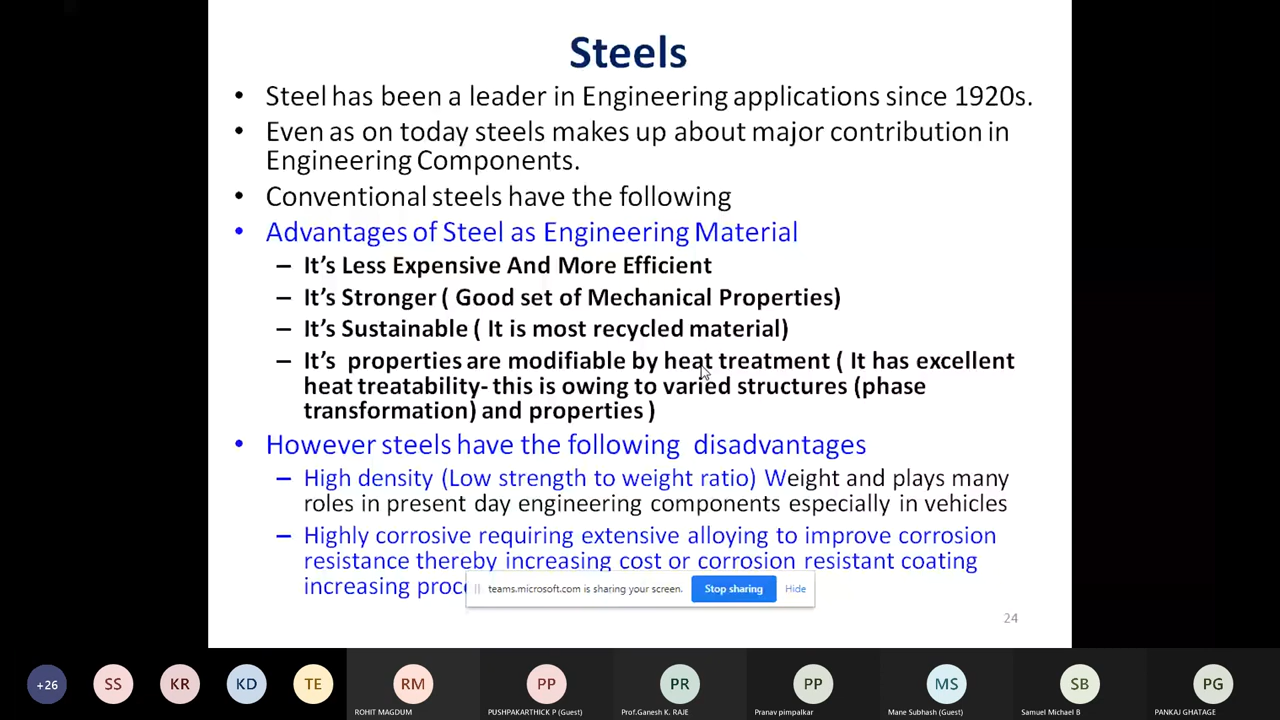 Steels
• Steel has been a leader in Engineering applications since 1920s.
• Even as on today steels makes up about major contribution in
Engineering Components.
• Conventional steels have the following
• Advantages of Steel as Engineering Material
– It's Less Expensive And More Efficient
– It's Stronger ( Good set of Mechanical Properties)
– It's Sustainable ( It is most recycled material)
– It's properties are modifiable by heat treatment ( It has excellent
heat treatability- this is owing to varied structures (phase
transformation) and properties )
• However steels have the following disadvantages
– High density (Low strength to weight ratio) Weight and plays many
roles in present day engineering components especially in vehicles
– Highly corrosive requiring extensive alloying to improve corrosion
resistance thereby increasing cost or corrosion resistant coating
increasing
teams.microsoft.com is sharing your screen. Stop sharing Hide
24
+26 SS KR KD TE RM PP PR PP MS SB PG
ROHIT MAGDUM PUSHPAKARTHICK P (Guest) Prof.Ganesh K. RAJE Pranav pimpalkar Mane Subhash (Guest) Samuel Michael B PANKAJ GHATAGE